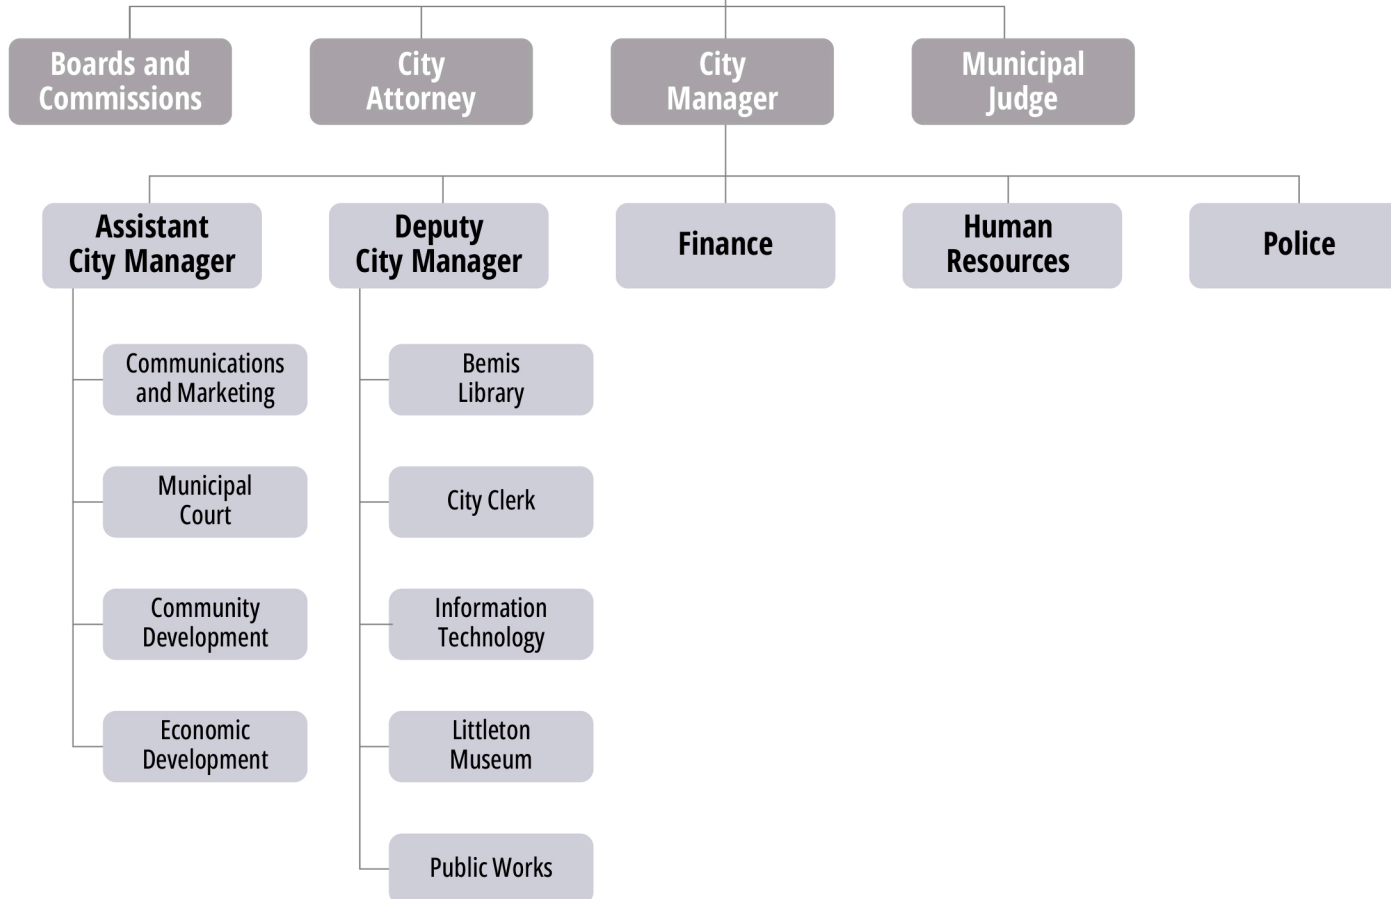 Boards and
Commissions
City
Attorney
City
Manager
Municipal
Judge
Assistant
City Manager
Deputy
City Manager
Finance
Human
Resources
Police
Communications
and Marketing
Municipal
Court
Community
Development
Economic
Development
Bemis
Library
City Clerk
Information
Technology
Littleton
Museum
Public Works